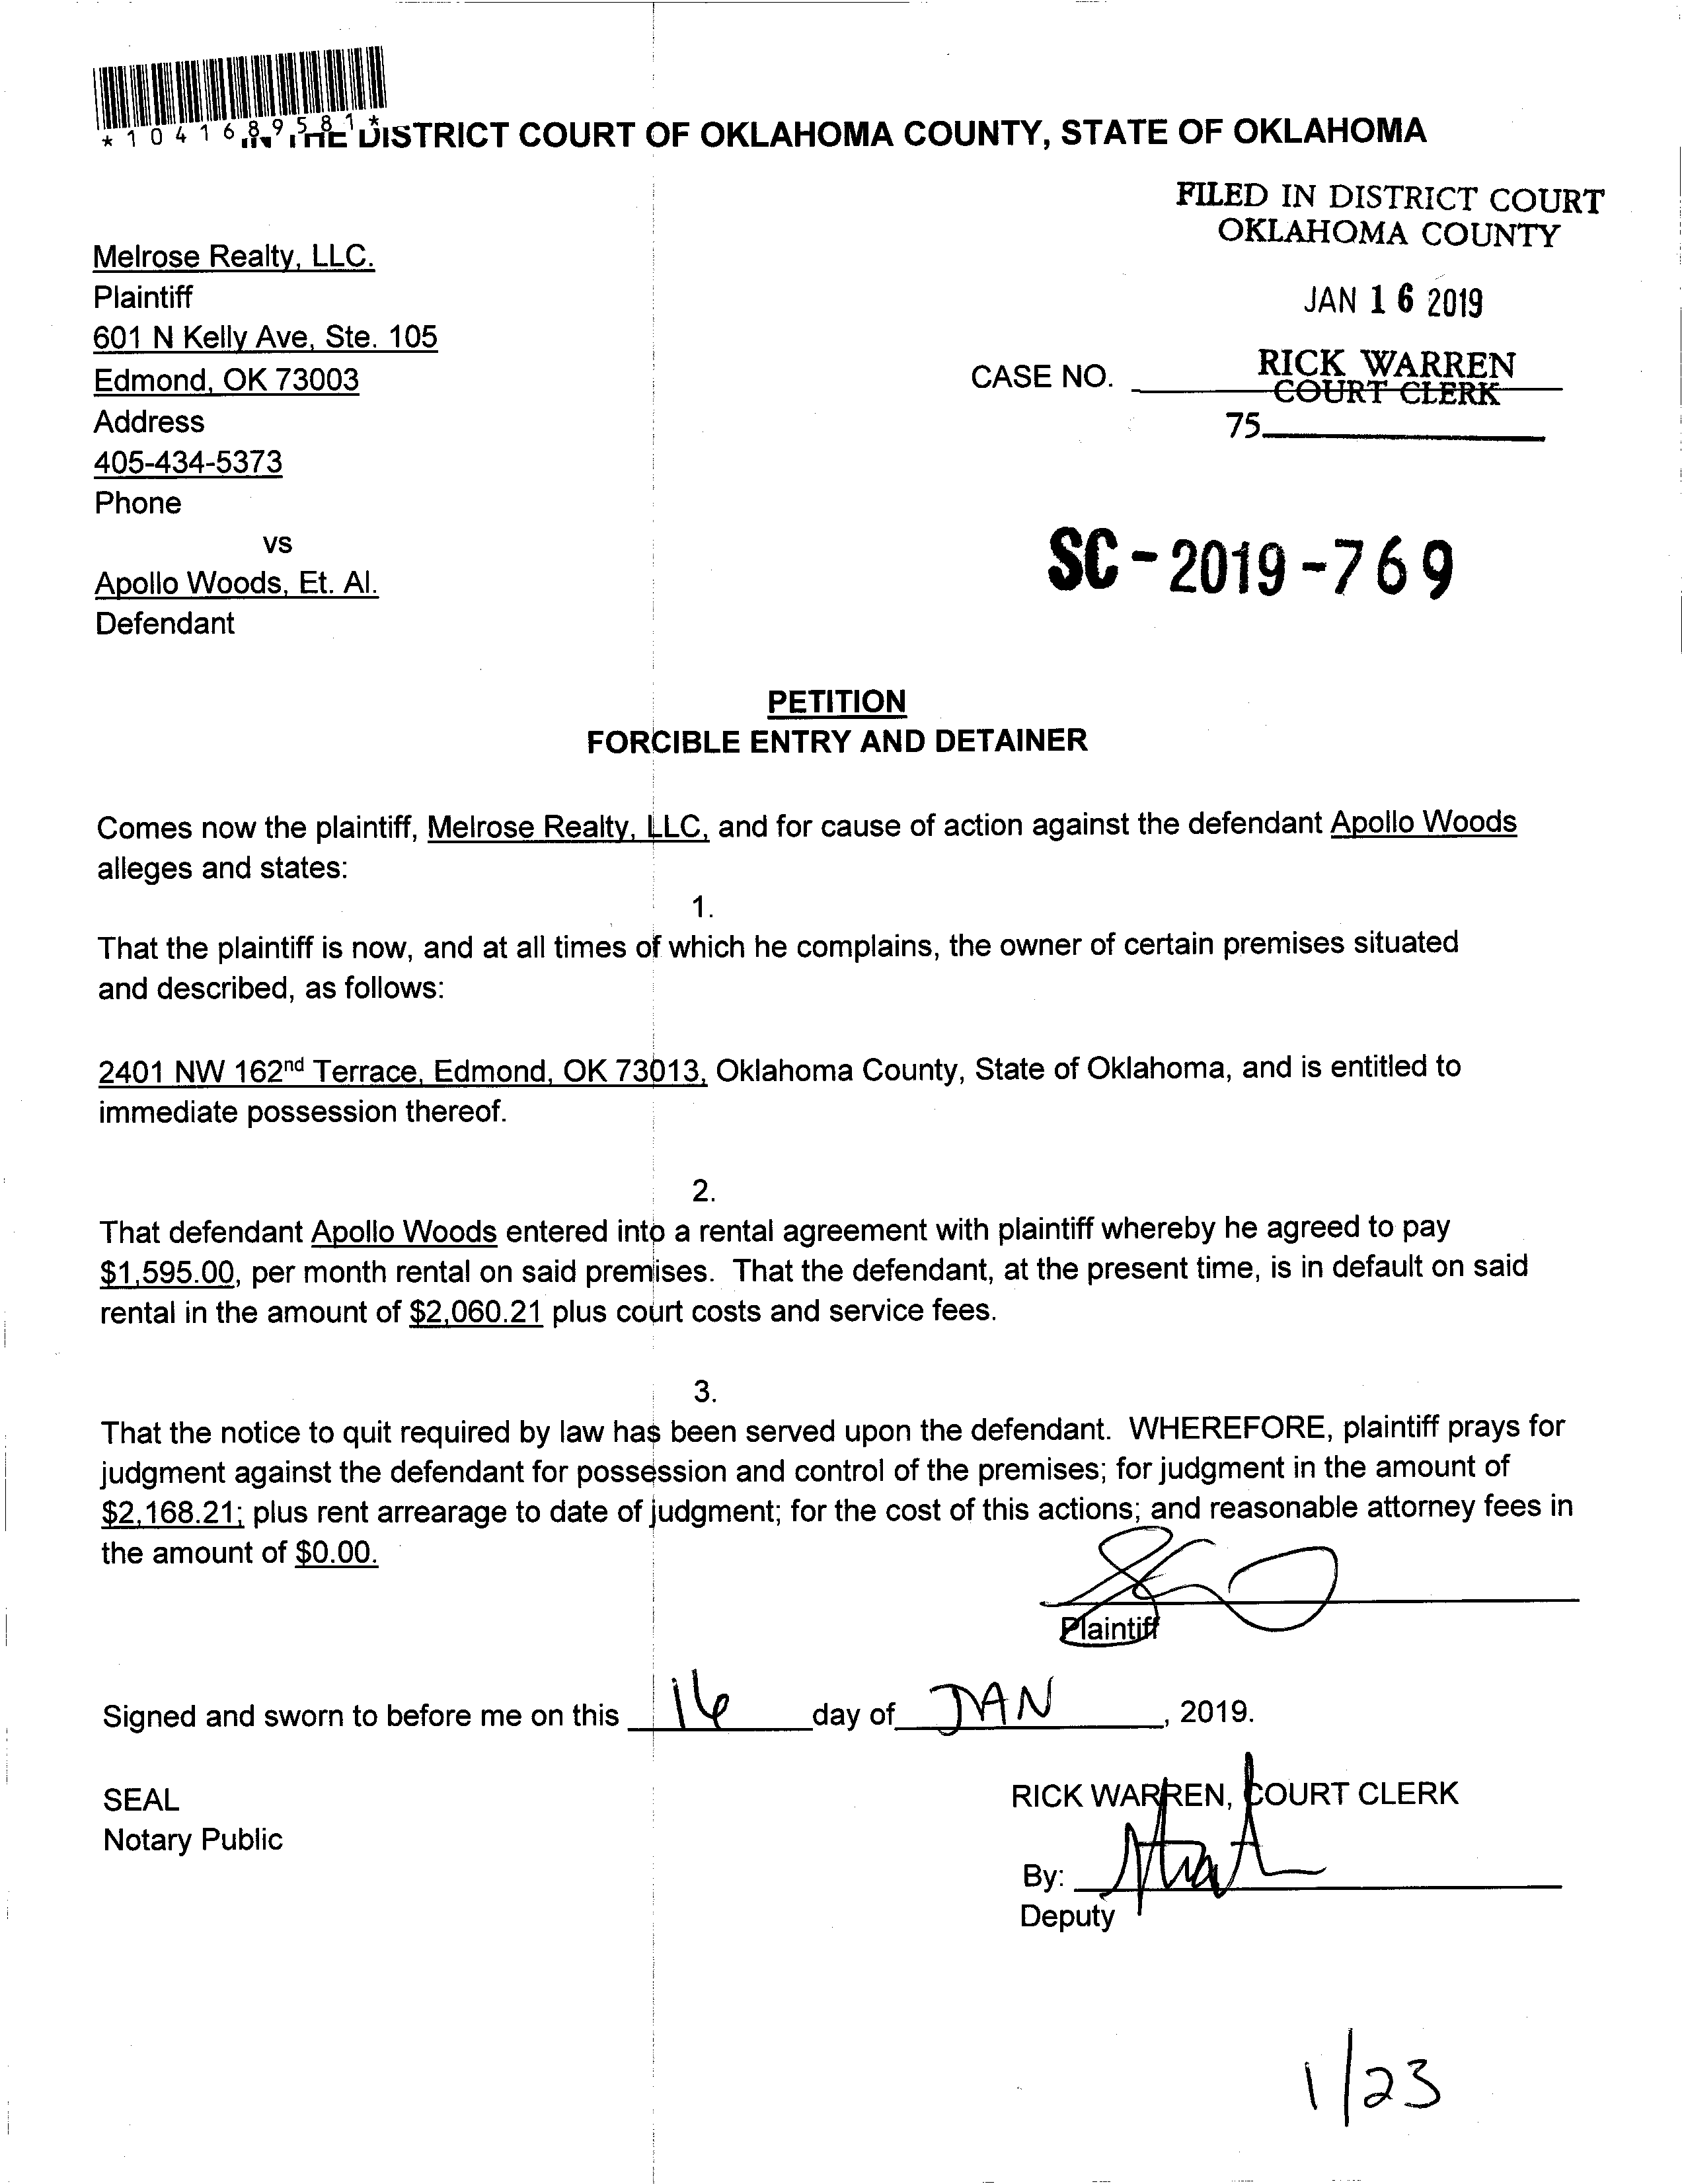 *1041689581*
IN THE DISTRICT COURT OF OKLAHOMA COUNTY, STATE OF OKLAHOMA
FILED IN DISTRICT COURT
OKLAHOMA COUNTY
JAN 16 2019
RICK WARREN
COURT CLERK
75
Melrose Realty, LLC.
Plaintiff
601 N Kelly Ave, Ste. 105
Edmond, OK 73003
Address
405-434-5373
Phone
vs
Apollo Woods, Et. Al.
Defendant
CASE NO.
SC-2019-769
PETITION
FORCIBLE ENTRY AND DETAINER
Comes now the plaintiff, Melrose Realty, LLC, and for cause of action against the defendant Apollo Woods
alleges and states:
1.
That the plaintiff is now, and at all times of which he complains, the owner of certain premises situated
and described, as follows:
2401 NW 162nd Terrace, Edmond, OK 73013, Oklahoma County, State of Oklahoma, and is entitled to
immediate possession thereof.
2.
That defendant Apollo Woods entered into a rental agreement with plaintiff whereby he agreed to pay
$1,595.00, per month rental on said premises. That the defendant, at the present time, is in default on said
rental in the amount of $2,060.21 plus court costs and service fees.
3.
That the notice to quit required by law has been served upon the defendant. WHEREFORE, plaintiff prays for
judgment against the defendant for possession and control of the premises; for judgment in the amount of
$2,168.21; plus rent arrearage to date of judgment; for the cost of this actions; and reasonable attorney fees in
the amount of $0.00.
Plaintiff
Signed and sworn to before me on this 16 day of JAN, 2019.
SEAL
Notary Public
RICK WARREN, COURT CLERK
By:
Deputy
1/23